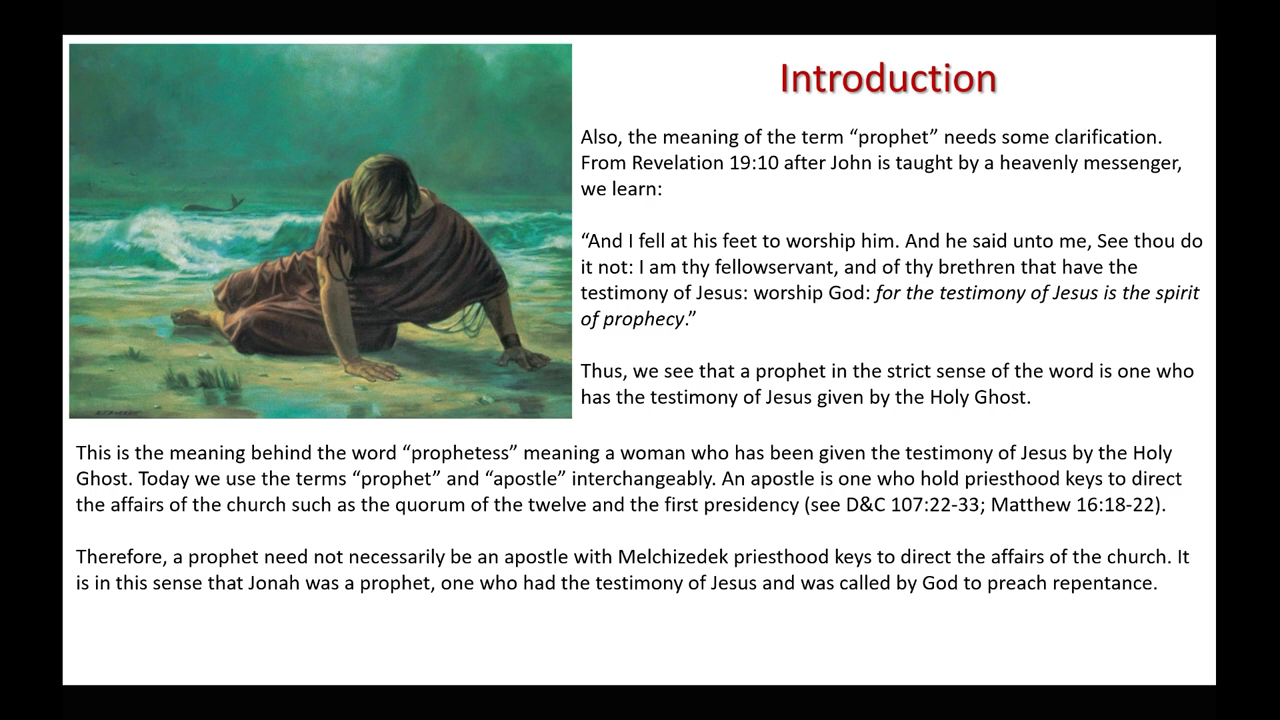 Introduction
Also, the meaning of the term “prophet” needs some clarification.
From Revelation 19:10 after John is taught by a heavenly messenger,
we learn:
“And I fell at his feet to worship him. And he said unto me, See thou do
it not: I am thy fellowservant, and of thy brethren that have the
testimony of Jesus: worship God: for the testimony of Jesus is the spirit
of prophecy.”
Thus, we see that a prophet in the strict sense of the word is one who
has the testimony of Jesus given by the Holy Ghost.
This is the meaning behind the word “prophetess” meaning a woman who has been given the testimony of Jesus by the Holy
Ghost. Today we use the terms “prophet” and “apostle” interchangeably. An apostle is one who hold priesthood keys to direct
the affairs of the church such as the quorum of the twelve and the first presidency (see D&C 107:22-33; Matthew 16:18-22).
Therefore, a prophet need not necessarily be an apostle with Melchizedek priesthood keys to direct the affairs of the church. It
is in this sense that Jonah was a prophet, one who had the testimony of Jesus and was called by God to preach repentance.